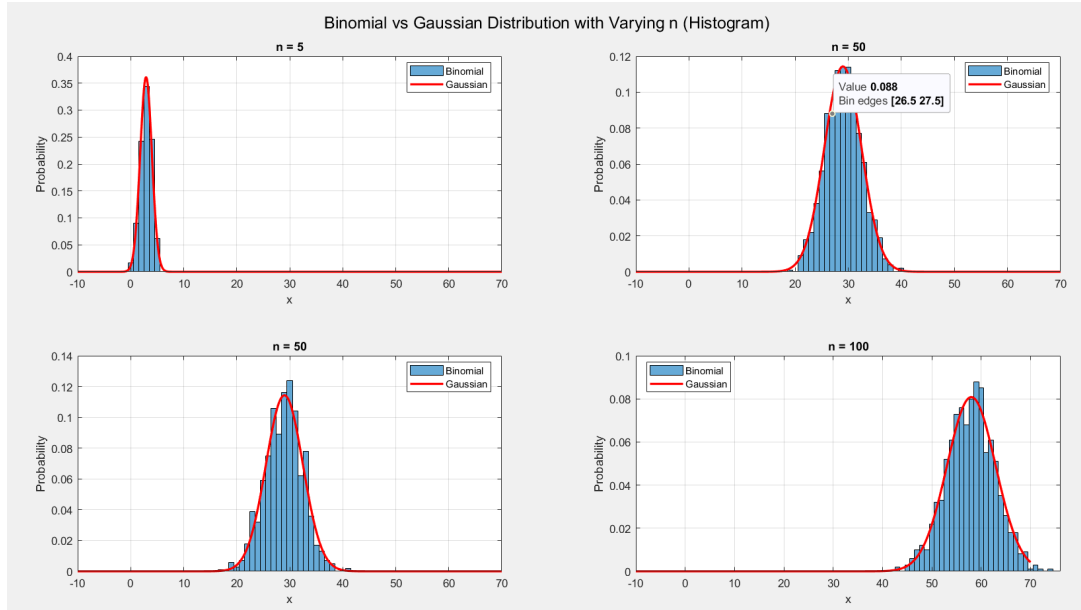 Binomial vs Gaussian Distribution with Varying n (Histogram)
n = 5
0.4
0.35
0.3
0.25
0.2
0.15
0.1
0.05
0
Probability
Binomial
Gaussian
-10 0 10 20 30 40 50 60 70
x
n = 50
0.12
0.1
0.08
0.06
0.04
0.02
0
Probability
Binomial
Gaussian
Value 0.088
Bin edges [26.5 27.5]
-10 0 10 20 30 40 50 60 70
x
n = 50
0.14
0.12
0.1
0.08
0.06
0.04
0.02
0
Probability
Binomial
Gaussian
-10 0 10 20 30 40 50 60 70
x
n = 100
0.1
0.08
0.06
0.04
0.02
0
Probability
Binomial
Gaussian
-10 0 10 20 30 40 50 60 70
x